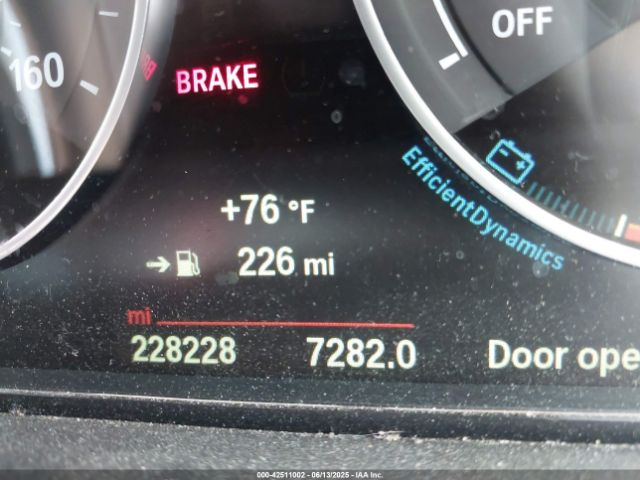 160
BRAKE
OFF
EfficientDynamics
+76 °F
226 mi
mi
228228 7282.0 Door ope
000-42511002 - 06/13/2025 - IAA Inc.